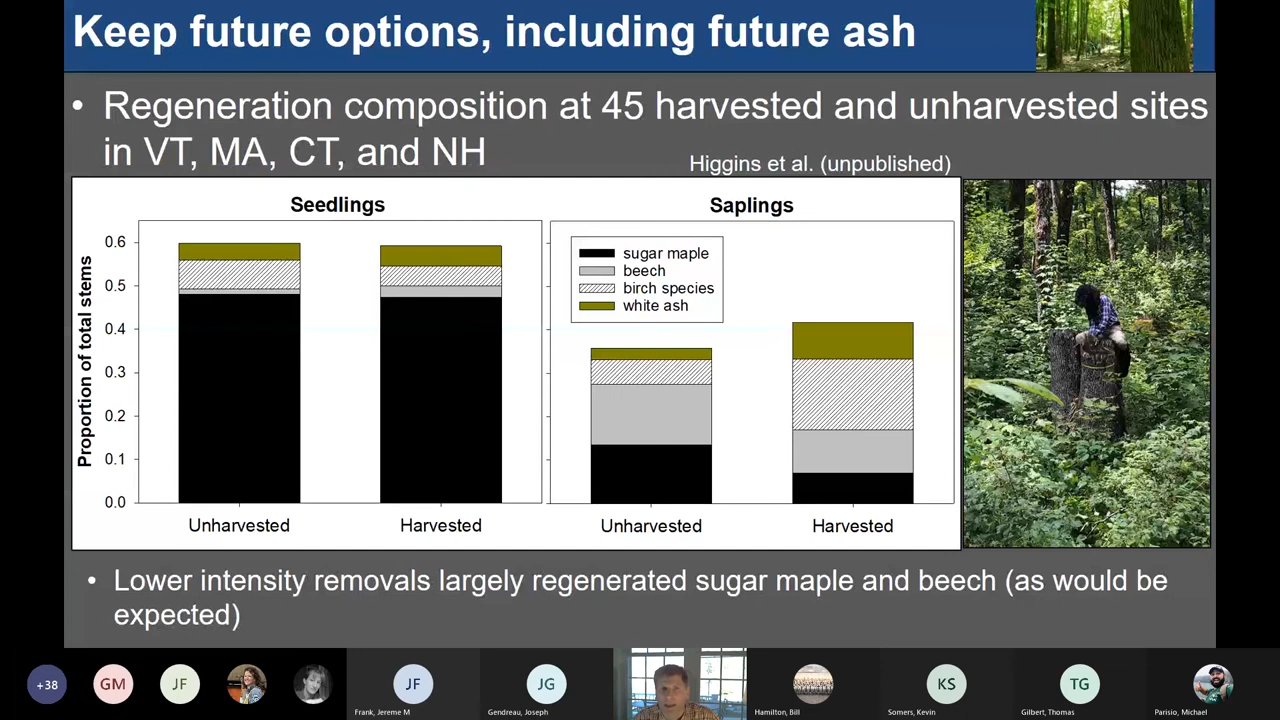 Keep future options, including future ash
• Regeneration composition at 45 harvested and unharvested sites
in VT, MA, CT, and NH
Higgins et al. (unpublished)
Seedlings
Saplings
Proportion of total stems
0.6
0.5
0.4
0.3
0.2
0.1
0.0
sugar maple
beech
birch species
white ash
Unharvested
Harvested
Unharvested
Harvested
• Lower intensity removals largely regenerated sugar maple and beech (as would be
expected)
+38
GM
JF
JF
JG
KS
TG
Frank, Jereme M
Gendreau, Joseph
Hamilton, Bill
Somers, Kevin
Gilbert, Thomas
Parisio, Michael